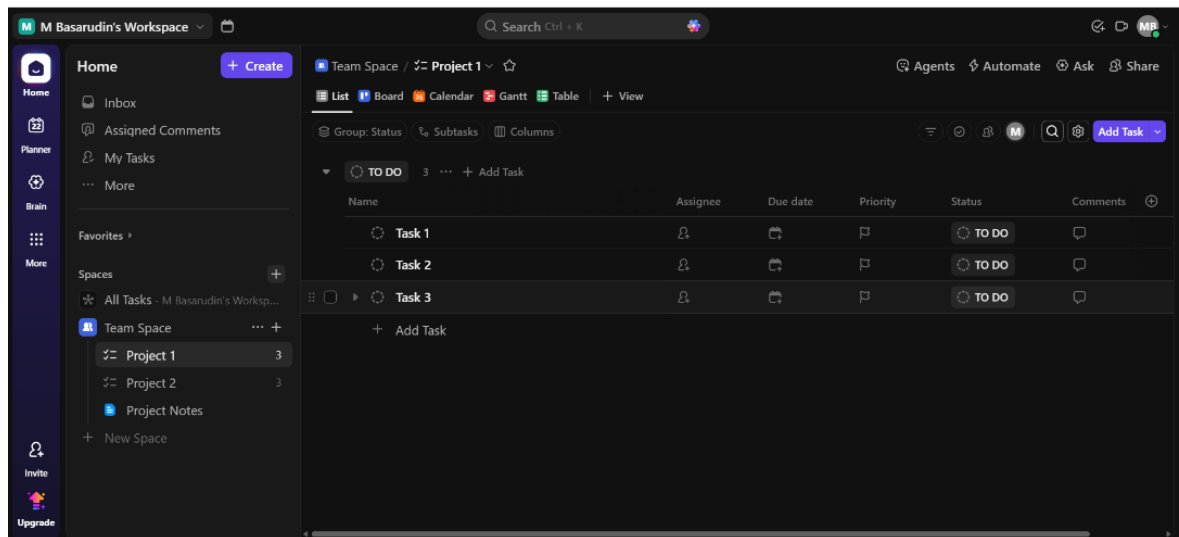 M M Basarudin's Workspace
Search Ctrl + K
MB
Home
22
Planner
Brain
More
Invite
Upgrade
Home
+ Create
Inbox
Assigned Comments
My Tasks
More
Favorites
Spaces
All Tasks - M Basarudin's Worksp...
Team Space
Project 1 3
Project 2 3
Project Notes
+ New Space
Team Space / Project 1
Agents Automate Ask Share
List Board Calendar Gantt Table + View
Group: Status Subtasks Columns
M Add Task
TO DO 3 ... + Add Task
Name Assignee Due date Priority Status Comments
Task 1 TO DO
Task 2 TO DO
Task 3 TO DO
+ Add Task